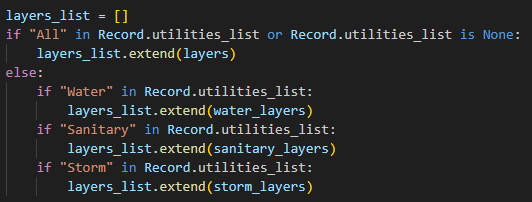 layers_list = []
if "All" in Record.utilities_list or Record.utilities_list is None:
    layers_list.extend(layers)
else:
    if "Water" in Record.utilities_list:
        layers_list.extend(water_layers)
    if "Sanitary" in Record.utilities_list:
        layers_list.extend(sanitary_layers)
    if "Storm" in Record.utilities_list:
        layers_list.extend(storm_layers)